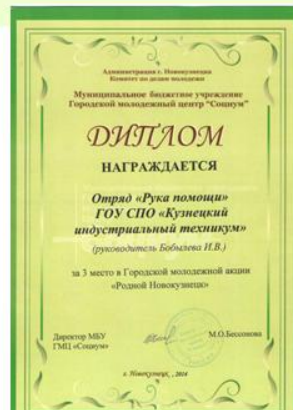 Администрация г. Новокузнецка
Комитет по делам молодежи
Муниципальное бюджетное учреждение
Городской молодежный центр "Социум"
ДИПЛОМ
НАГРАЖДАЕТСЯ
Отряд «Рука помощи»
ГОУ СПО «Кузнецкий
индустриальный техникум»
(руководитель Бобылева И.В.)
за 3 место в Городской молодежной акции
«Родной Новокузнецк»
Директор МБУ
ГМЦ «Социум»
М.О.Бессонова
г. Новокузнецк, 2014